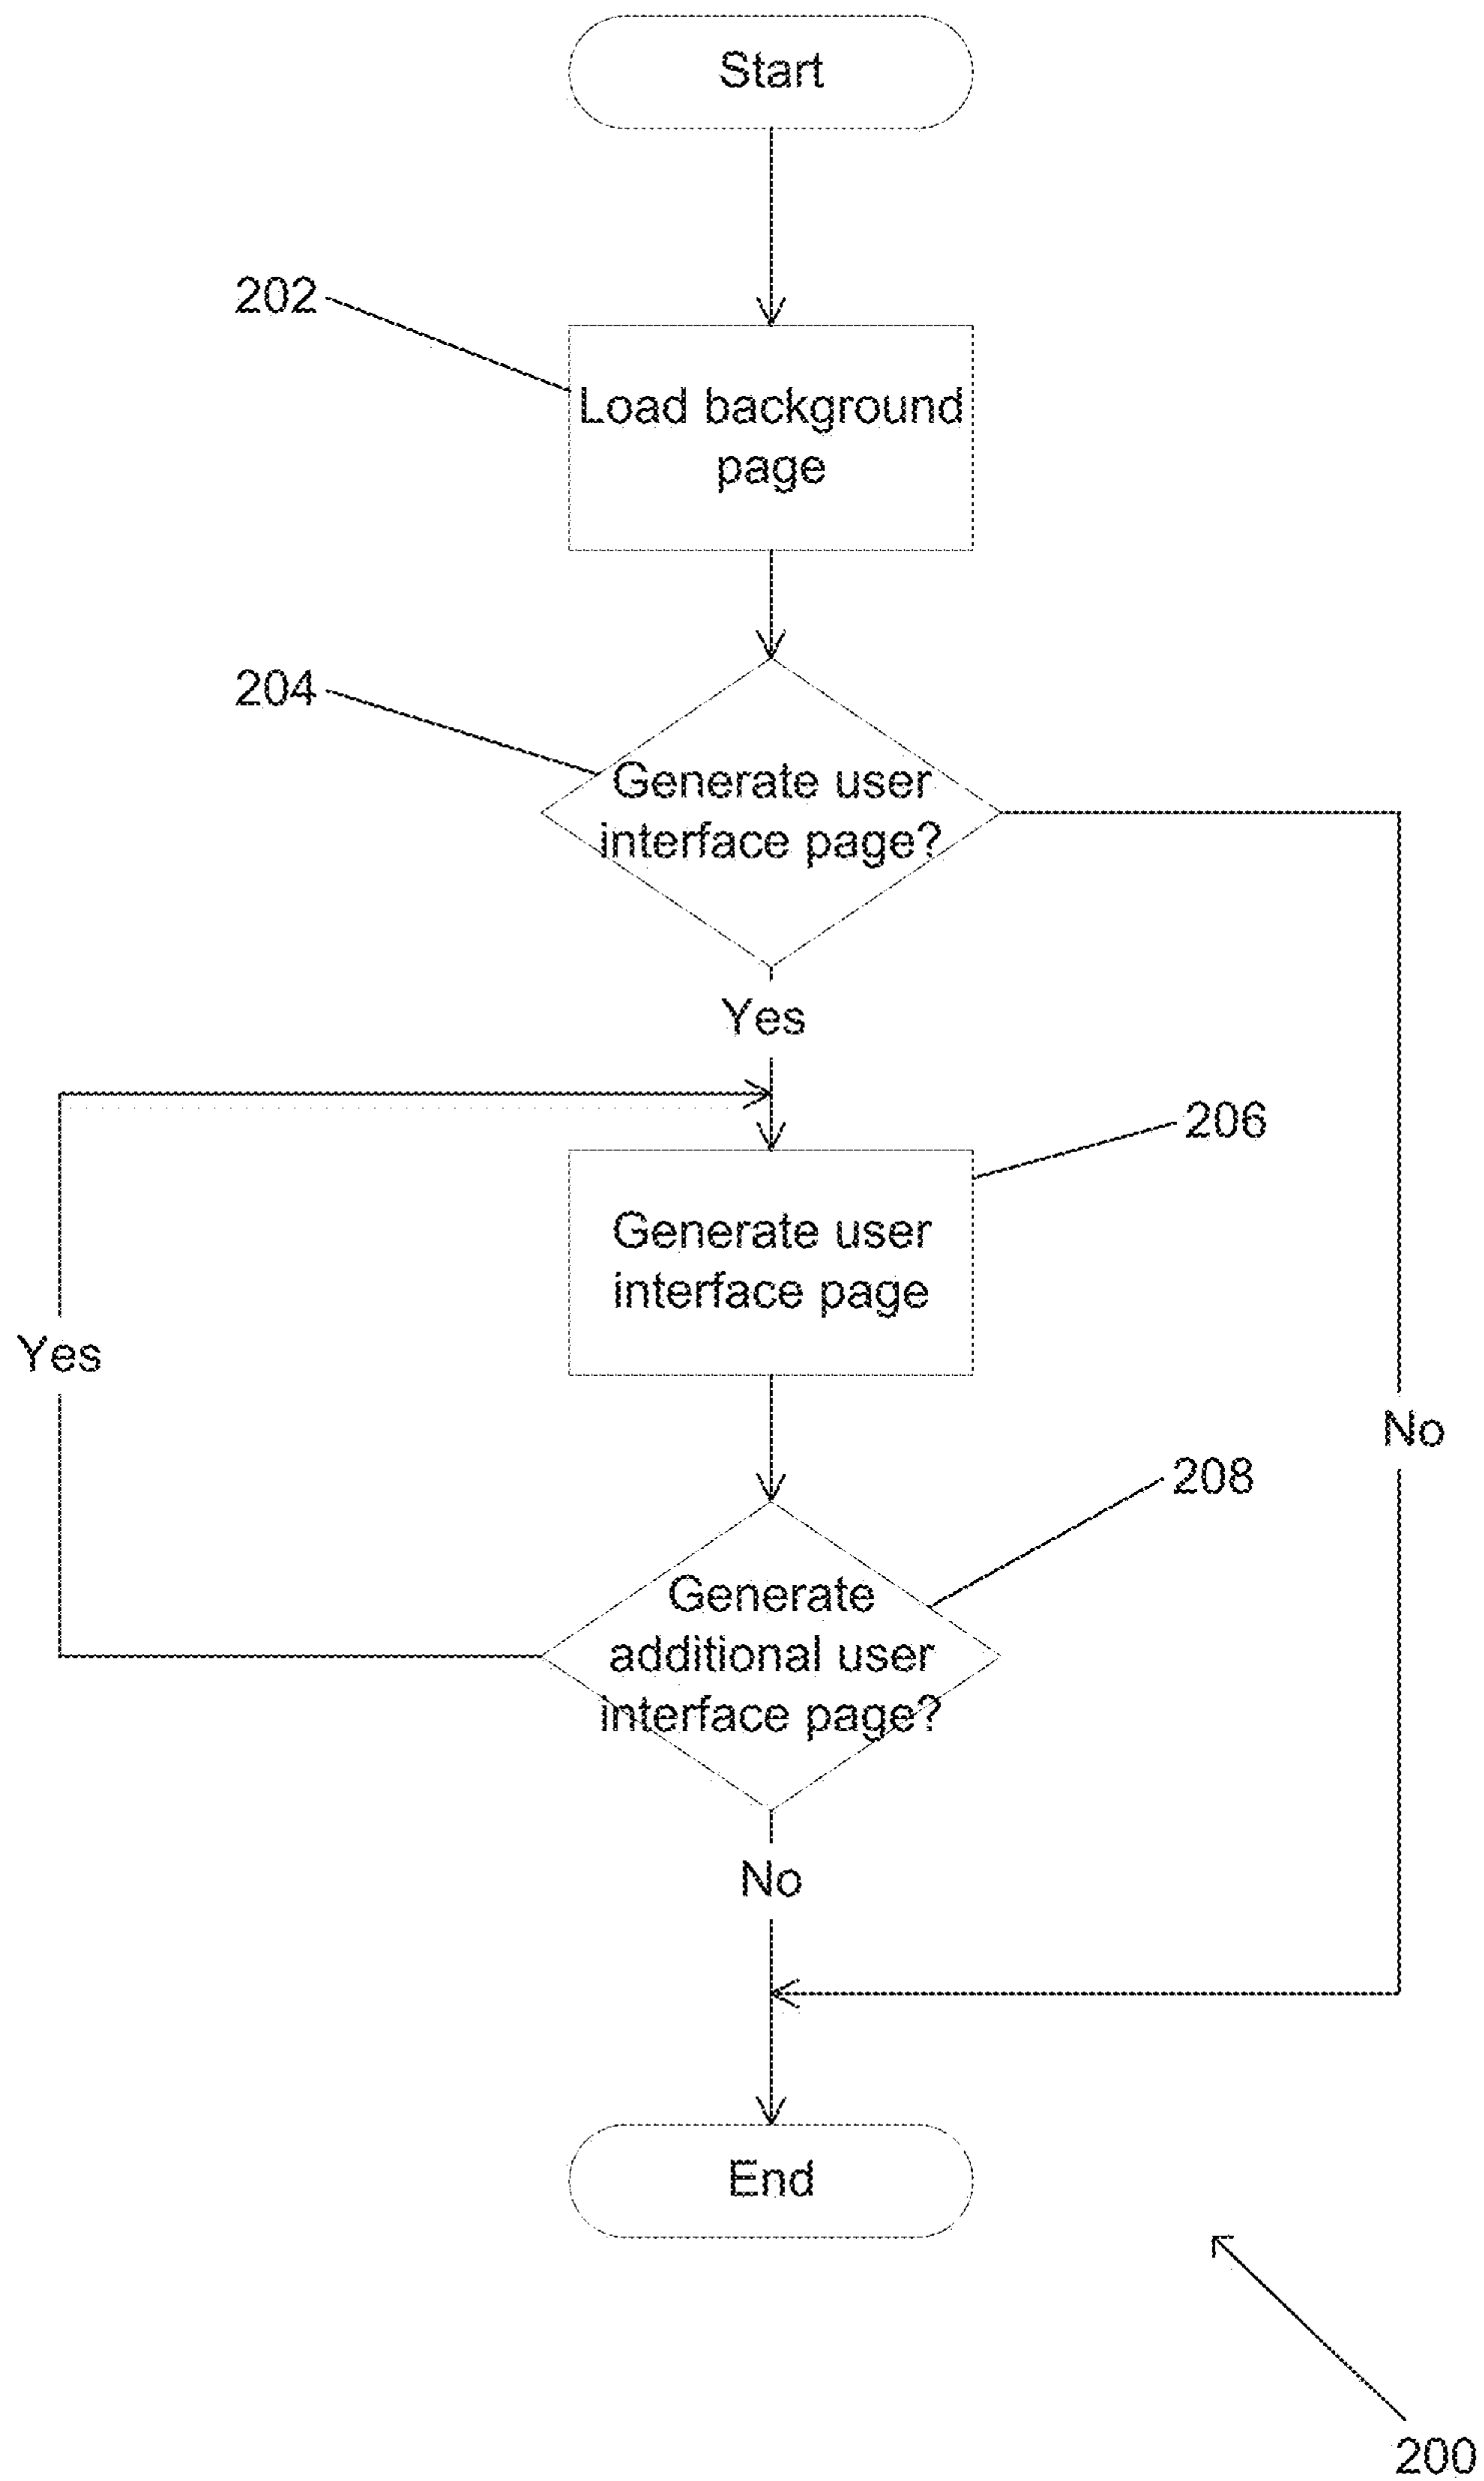 Start
202
Load background
page
204
Generate user
interface page?
Yes
206
Generate user
interface page
Yes
No
208
Generate
additional user
interface page?
No
End
200